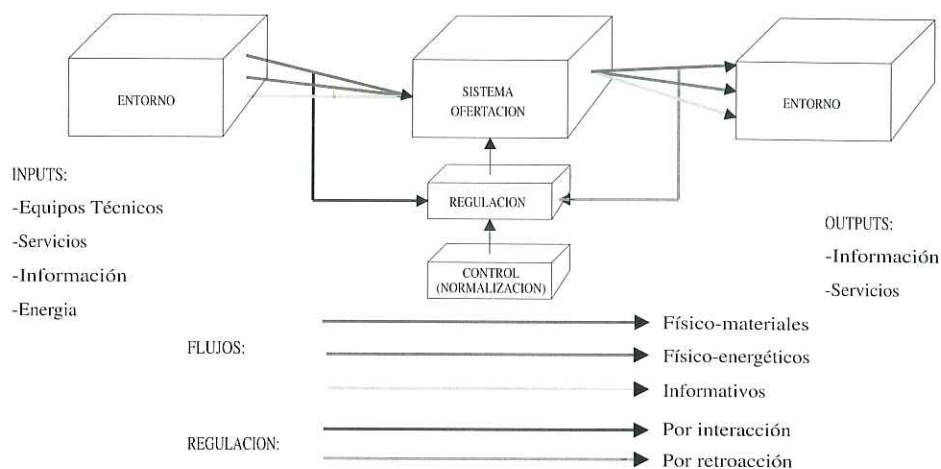 ENTORNO
SISTEMA
OFERTACION
ENTORNO
REGULACION
CONTROL
(NORMALIZACION)
INPUTS:
-Equipos Técnicos
-Servicios
-Información
-Energia
OUTPUTS:
-Información
-Servicios
FLUJOS:
Físico-materiales
Físico-energéticos
Informativos
REGULACION:
Por interacción
Por retroacción